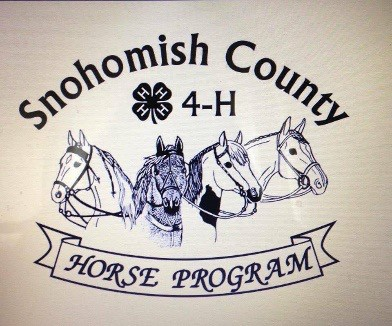 Snohomish County
H H H H
4-H
HORSE PROGRAM